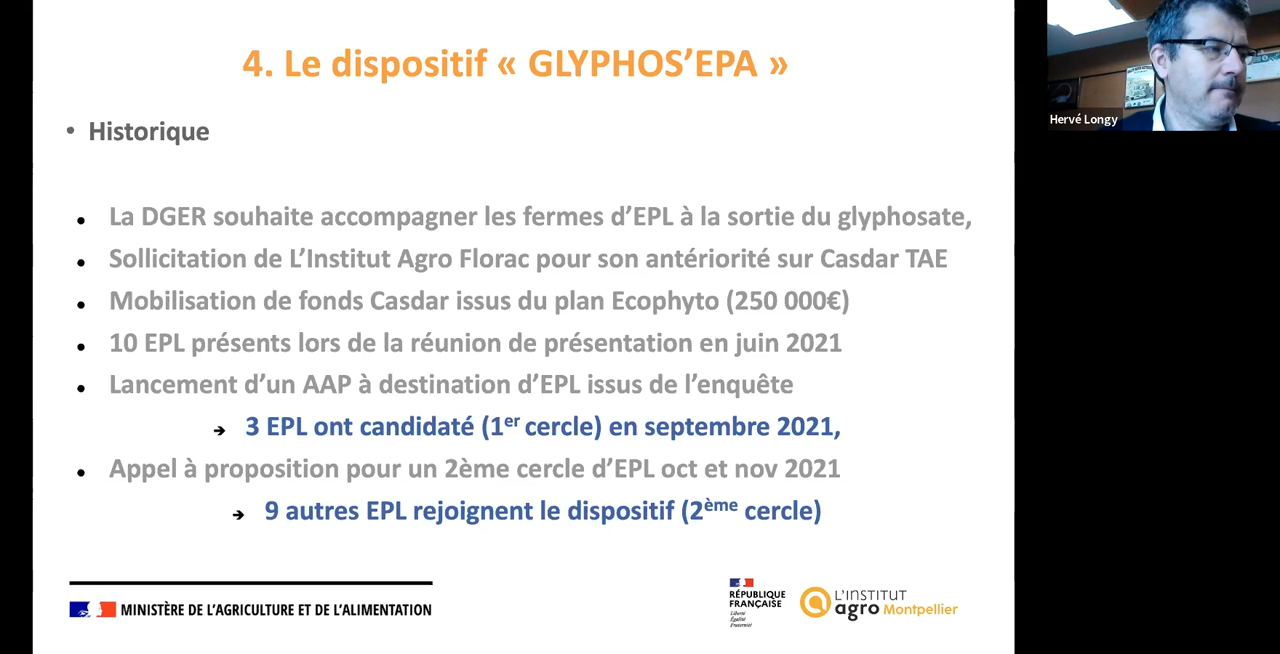 4. Le dispositif « GLYPHOS’EPA »
• Historique
Hervé Longy
• La DGER souhaite accompagner les fermes d’EPL à la sortie du glyphosate,
• Sollicitation de L’Institut Agro Florac pour son antériorité sur Casdar TAE
• Mobilisation de fonds Casdar issus du plan Ecophyto (250 000€)
• 10 EPL présents lors de la réunion de présentation en juin 2021
• Lancement d’un AAP à destination d’EPL issus de l’enquête
➔ 3 EPL ont candidaté (1er cercle) en septembre 2021,
• Appel à proposition pour un 2ème cercle d’EPL oct et nov 2021
➔ 9 autres EPL rejoignent le dispositif (2ème cercle)
MINISTÈRE DE L’AGRICULTURE ET DE L’ALIMENTATION
RÉPUBLIQUE
FRANÇAISE
Liberté
Égalité
Fraternité
L’INSTITUT
agro Montpellier